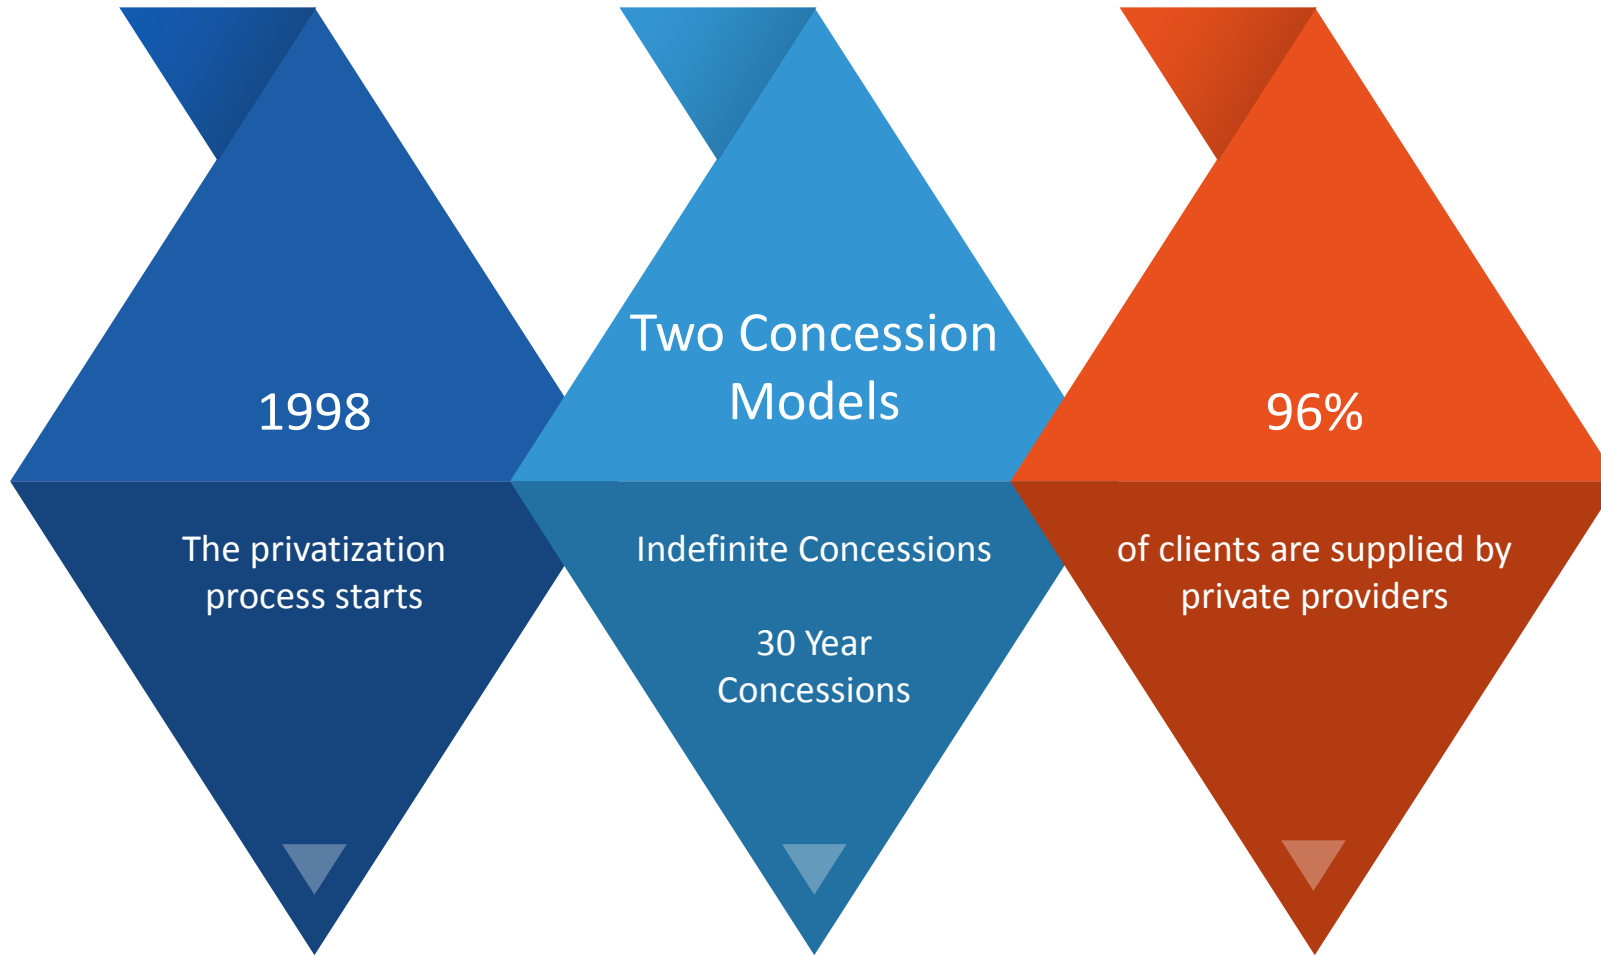 1998
The privatization
process starts
Two Concession
Models
Indefinite Concessions
30 Year
Concessions
96%
of clients are supplied by
private providers